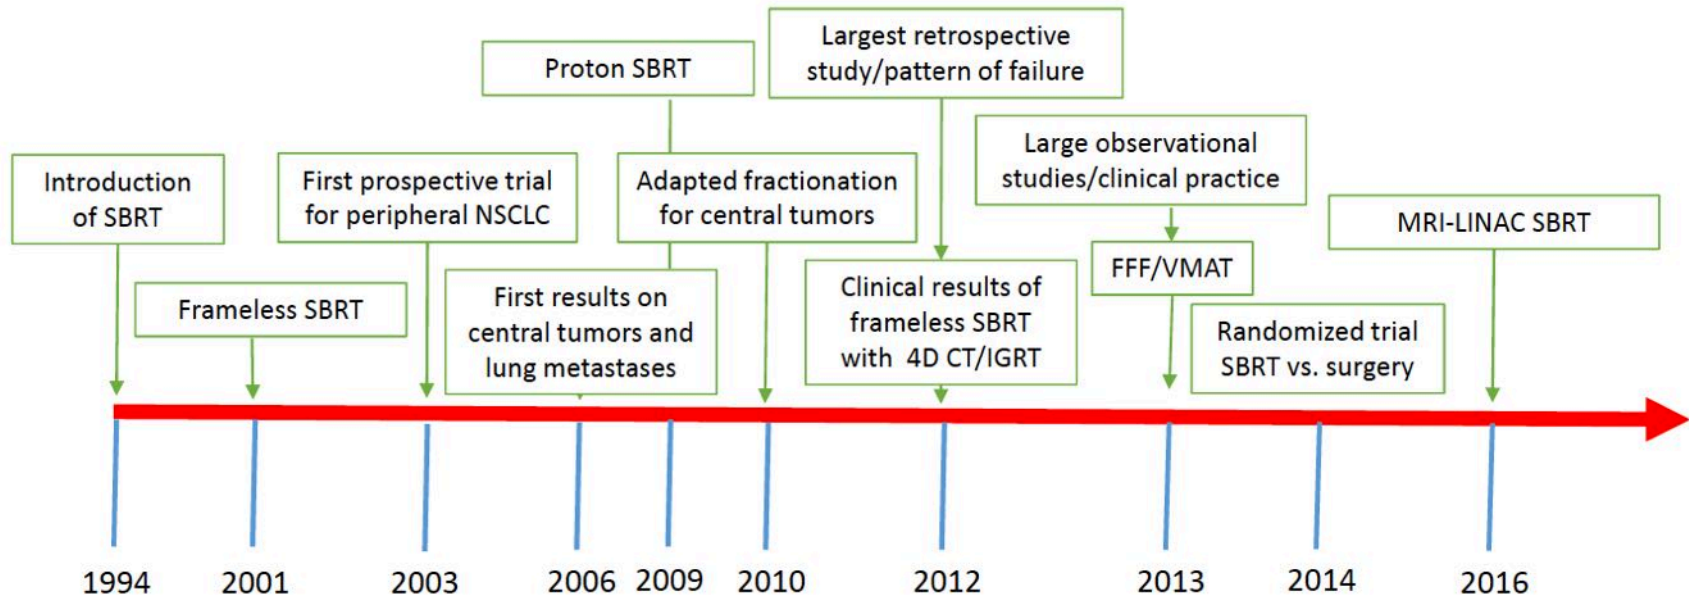 Introduction
of SBRT
Frameless SBRT
First prospective trial
for peripheral NSCLC
First results on
central tumors and
lung metastases
Proton SBRT
Adapted fractionation
for central tumors
Largest retrospective
study/pattern of failure
Clinical results of
frameless SBRT
with 4D CT/IGRT
Large observational
studies/clinical practice
FFF/VMAT
Randomized trial
SBRT vs. surgery
MRI-LINAC SBRT
1994
2001
2003
2006
2009
2010
2012
2013
2014
2016